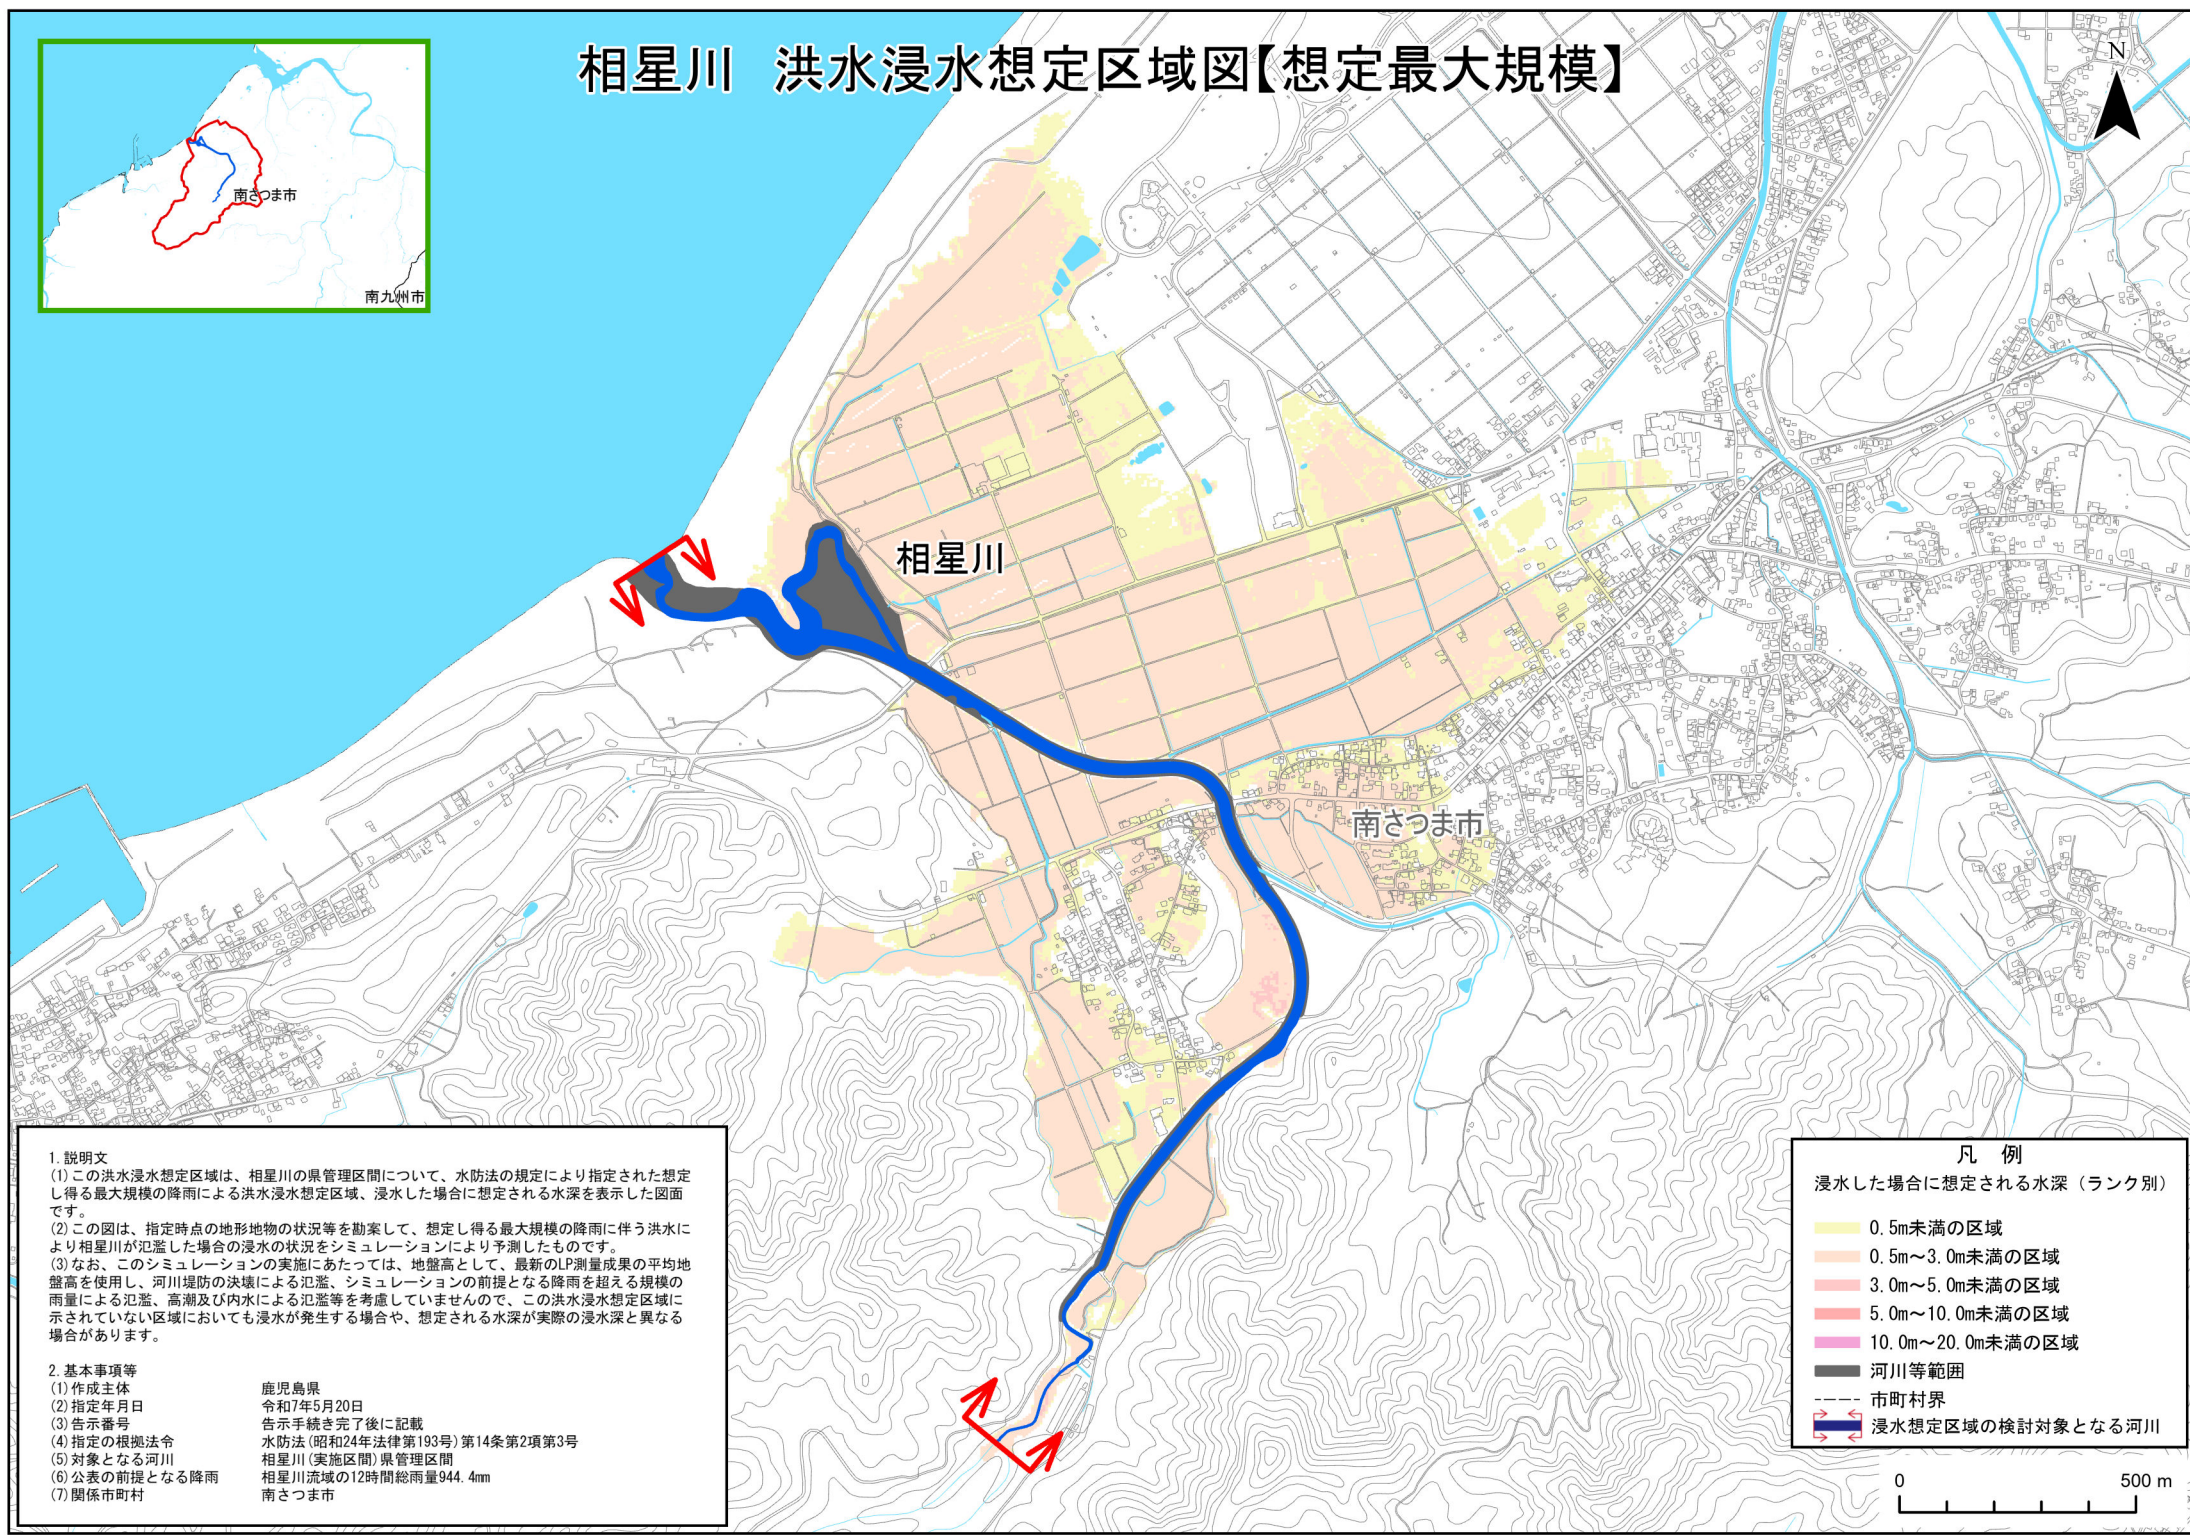 相星川 洪水浸水想定区域図【想定最大規模】
南さつま市
南九州市
N
相星川
南さつま市
1.説明文
(1)この洪水浸水想定区域は、相星川の県管理区間について、水防法の規定により指定された想定
し得る最大規模の降雨による洪水浸水想定区域、浸水した場合に想定される水深を表示した図面
です。
(2)この図は、指定時点の地形地物の状況等を勘案して、想定し得る最大規模の降雨に伴う洪水に
より相星川が氾濫した場合の浸水の状況をシミュレーションにより予測したものです。
(3)なお、このシミュレーションの実施にあたっては、地盤高として、最新のLP測量成果の平均地
盤高を使用し、河川堤防の決壊による氾濫、シミュレーションの前提となる降雨を超える規模の
雨量による氾濫、高潮及び内水による氾濫等を考慮していませんので、この洪水浸水想定区域に
示されていない区域においても浸水が発生する場合や、想定される水深が実際の浸水深と異なる
場合があります。
2.基本事項等
(1)作成主体 鹿児島県
(2)指定年月日 令和7年5月20日
(3)告示番号 告示手続き完了後に記載
(4)指定の根拠法令 水防法(昭和24年法律第193号)第14条第2項第3号
(5)対象となる河川 相星川(実施区間)県管理区間
(6)公表の前提となる降雨 相星川流域の12時間総雨量944.4mm
(7)関係市町村 南さつま市
凡 例
浸水した場合に想定される水深(ランク別)
0.5m未満の区域
0.5m～3.0m未満の区域
3.0m～5.0m未満の区域
5.0m～10.0m未満の区域
10.0m～20.0m未満の区域
河川等範囲
市町村界
浸水想定区域の検討対象となる河川
0 500 m